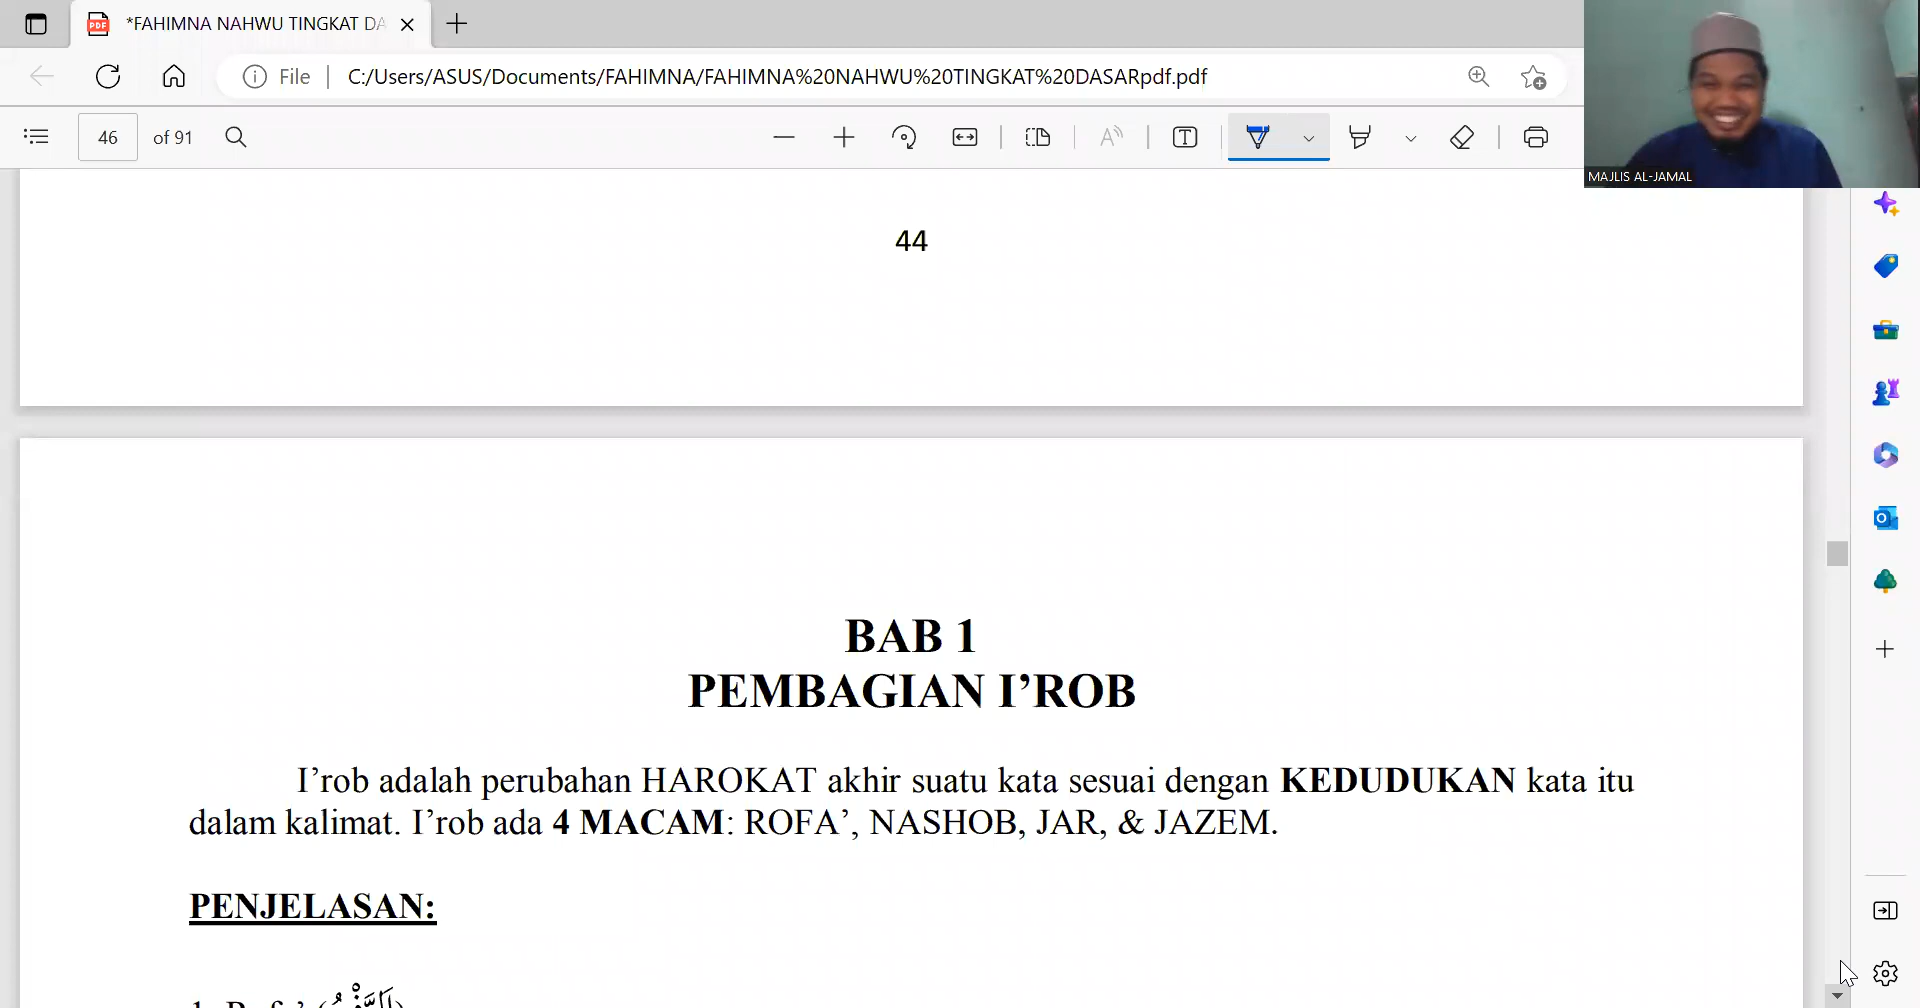 *FAHIMNA NAHWU TINGKAT DA
File
C:/Users/ASUS/Documents/FAHIMNA/FAHIMNA%20NAHWU%20TINGKAT%20DASARpdf.pdf
46 of 91
MAJLIS AL-JAMAL
44
BAB 1
PEMBAGIAN I’ROB
I’rob adalah perubahan HAROKAT akhir suatu kata sesuai dengan KEDUDUKAN kata itu
dalam kalimat. I’rob ada 4 MACAM: ROFA’, NASHOB, JAR, & JAZEM.
PENJELASAN: